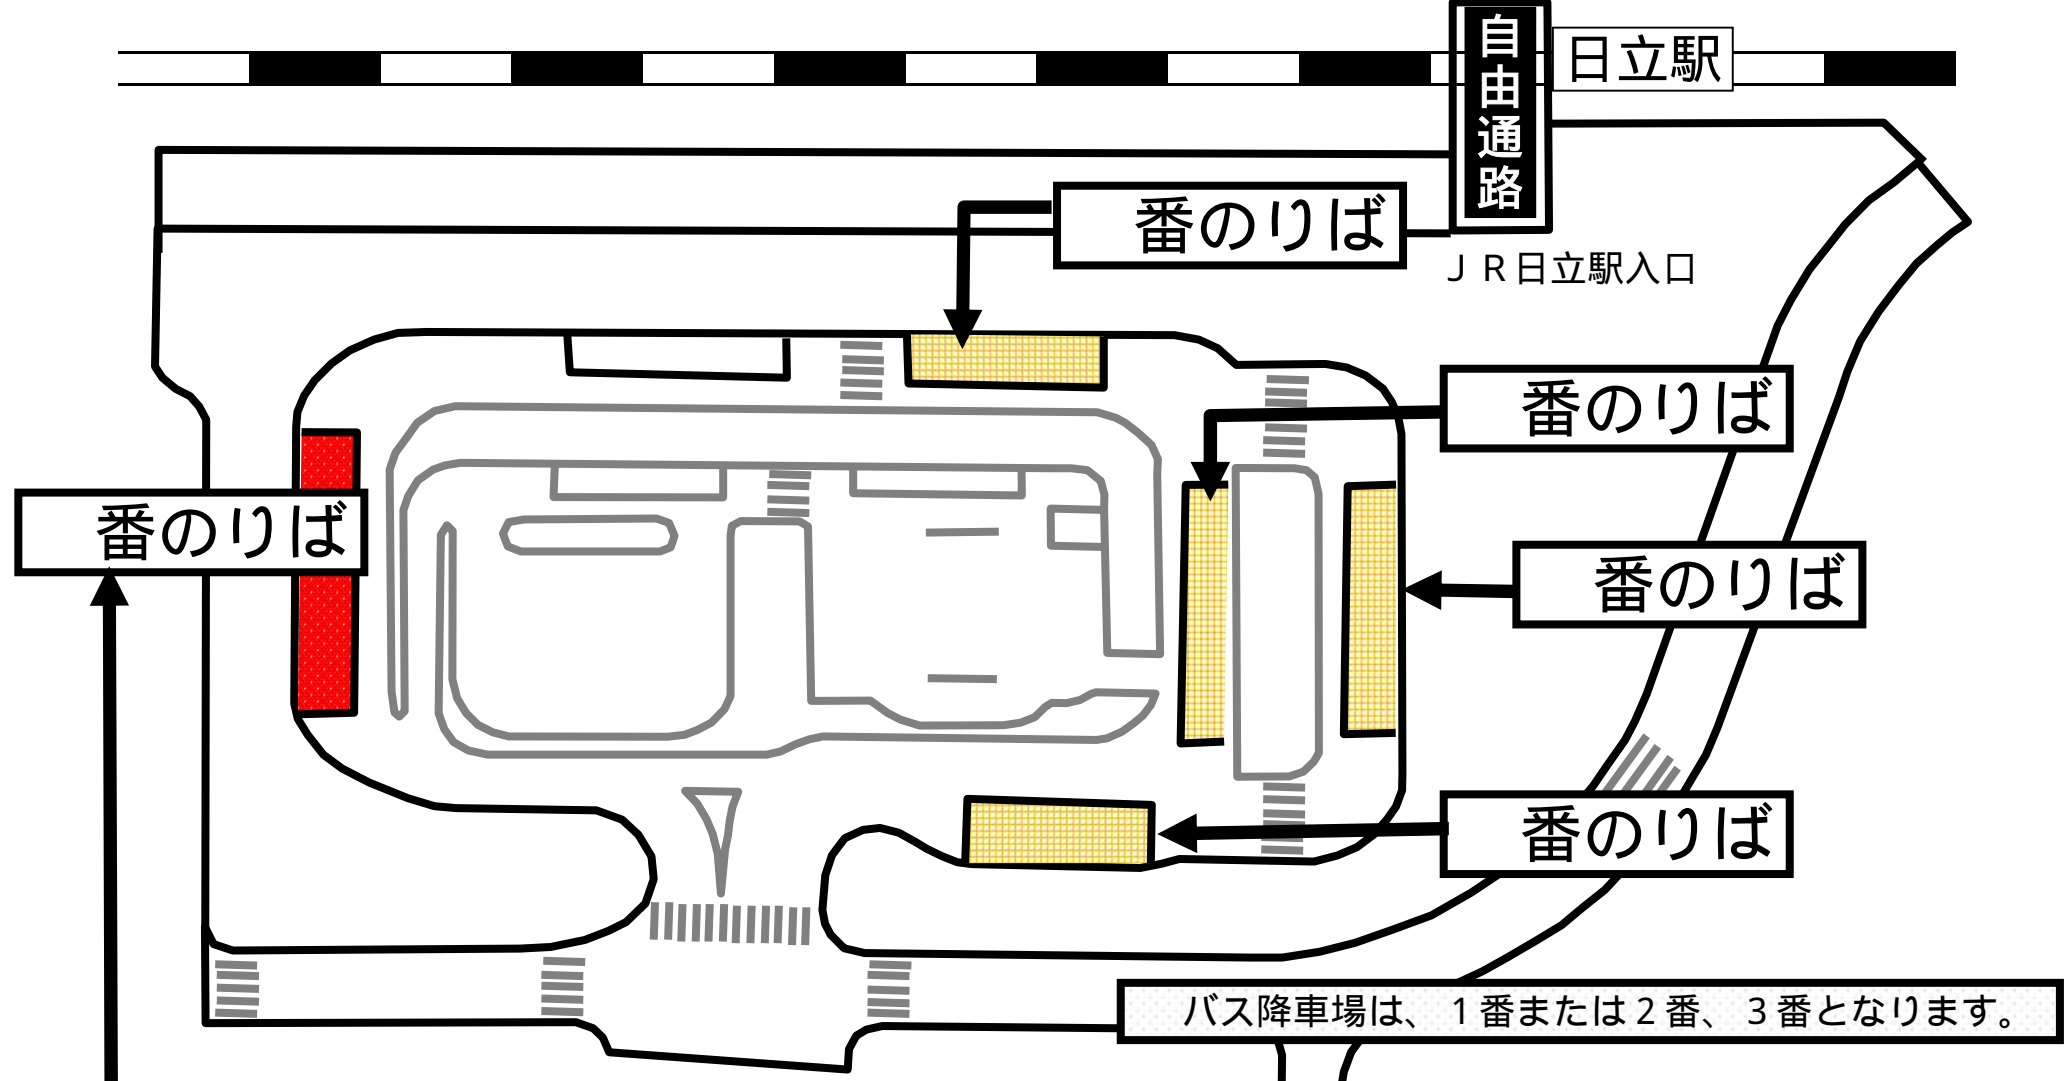 自由通路
日立駅
番のりば
ＪＲ日立駅入口
番のりば
番のりば
番のりば
番のりば
バス降車場は、１番または２番、３番となります。